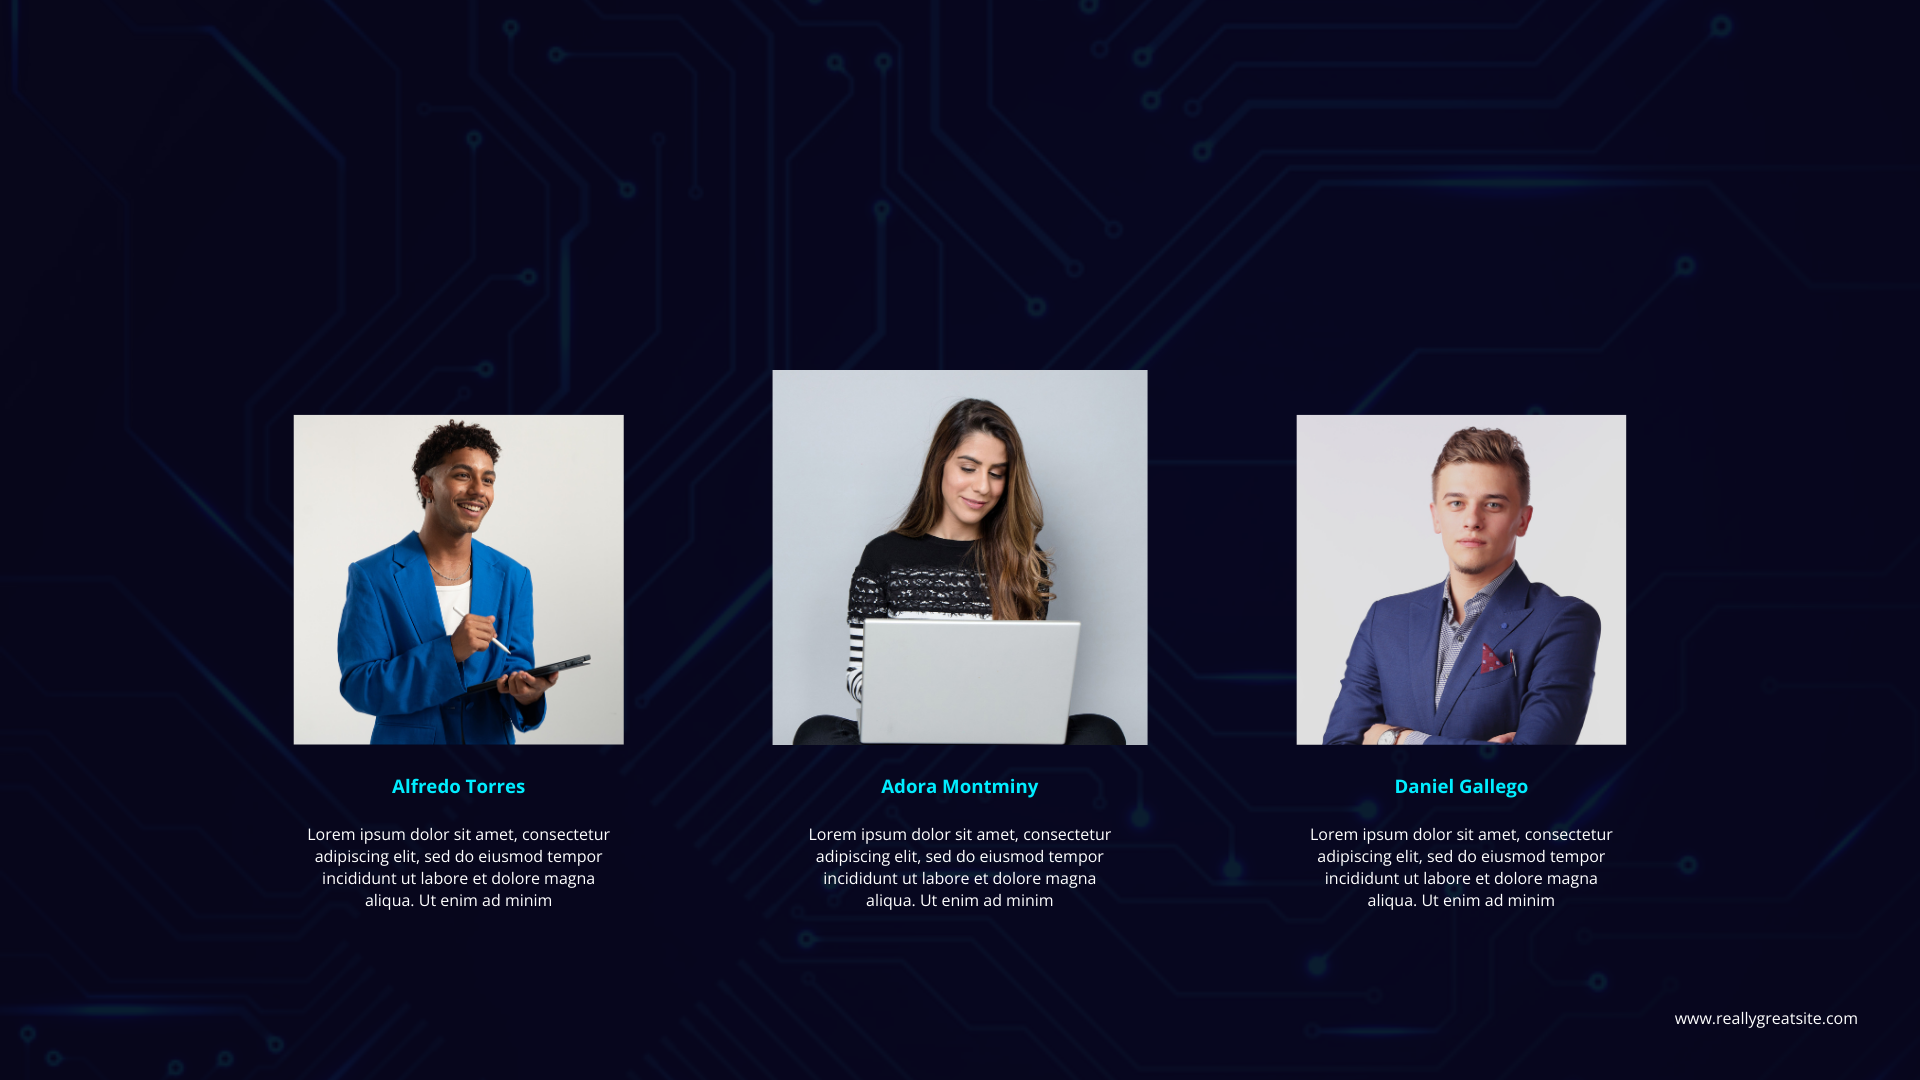 Alfredo Torres
Lorem ipsum dolor sit amet, consectetur
adipiscing elit, sed do eiusmod tempor
incididunt ut labore et dolore magna
aliqua. Ut enim ad minim
Adora Montminy
Lorem ipsum dolor sit amet, consectetur
adipiscing elit, sed do eiusmod tempor
incididunt ut labore et dolore magna
aliqua. Ut enim ad minim
Daniel Gallego
Lorem ipsum dolor sit amet, consectetur
adipiscing elit, sed do eiusmod tempor
incididunt ut labore et dolore magna
aliqua. Ut enim ad minim
www.reallygreatsite.com